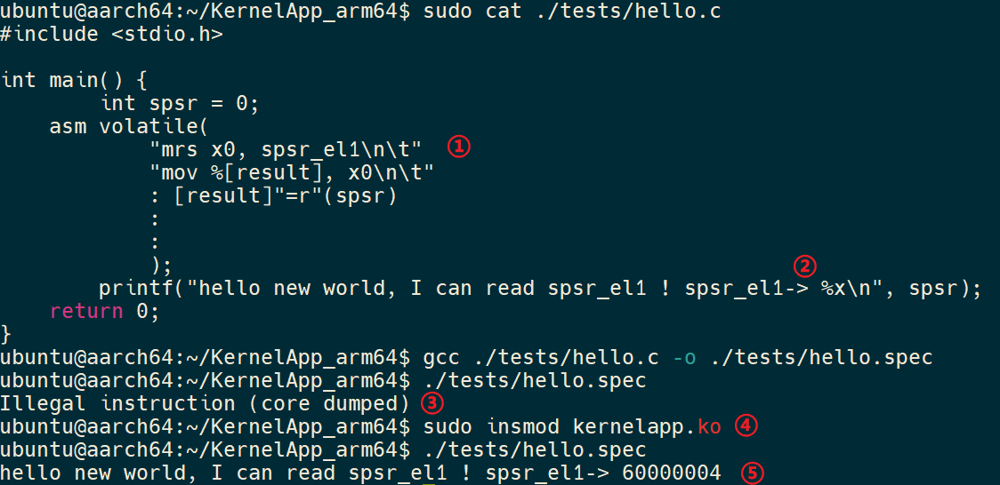 ubuntu@aarch64:~/KernelApp_arm64$ sudo cat ./tests/hello.c
#include <stdio.h>
int main() {
        int spsr = 0;
    asm volatile(
            "mrs x0, spsr_el1\n\t" ①
            "mov %[result], x0\n\t"
            : [result]"=r"(spsr)
            :
            :
            );
②
        printf("hello new world, I can read spsr_el1 ! spsr_el1-> %x\n", spsr);
    return 0;
}
ubuntu@aarch64:~/KernelApp_arm64$ gcc ./tests/hello.c -o ./tests/hello.spec
ubuntu@aarch64:~/KernelApp_arm64$ ./tests/hello.spec
Illegal instruction (core dumped) ③
ubuntu@aarch64:~/KernelApp_arm64$ sudo insmod kernelapp.ko ④
ubuntu@aarch64:~/KernelApp_arm64$ ./tests/hello.spec
hello new world, I can read spsr_el1 ! spsr_el1-> 60000004 ⑤